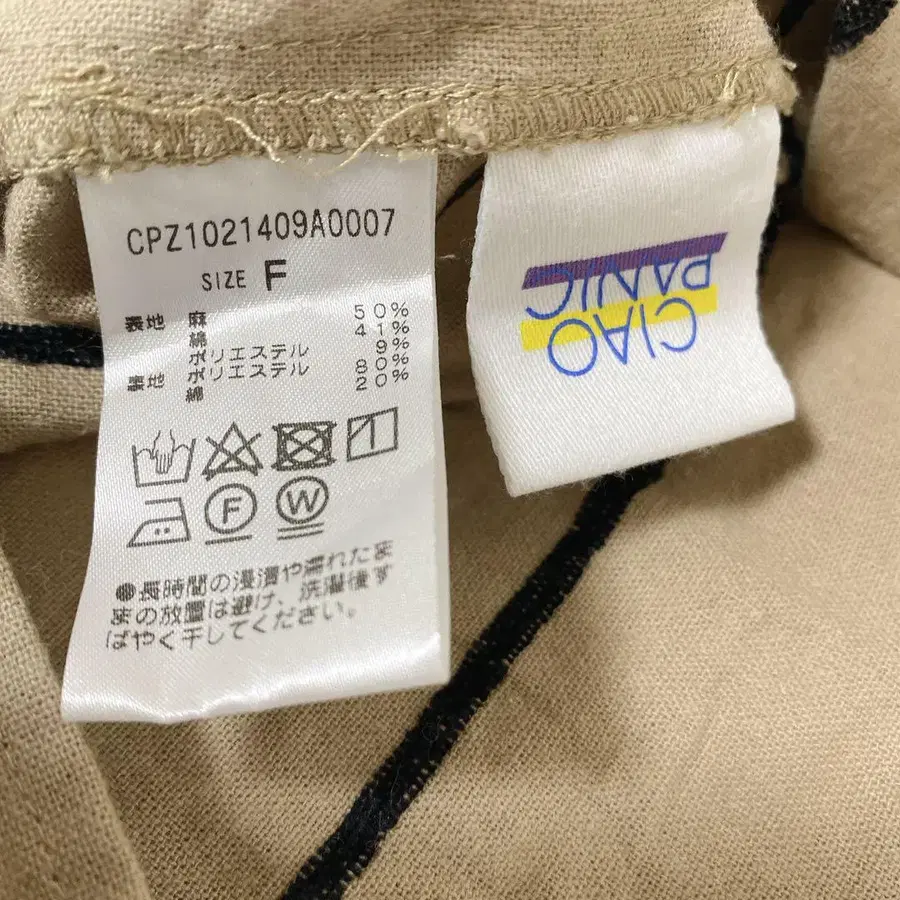 CPZ1021409A0007
SIZE F
表地 麻 50%
綿 41%
ポリエステル 9%
表地 ポリエステル 80%
綿 20%
F W
●長時間の浸漬や濡れたま
まの放置は避け、洗濯後す
ばやく干してください。
CIAO
PANIC